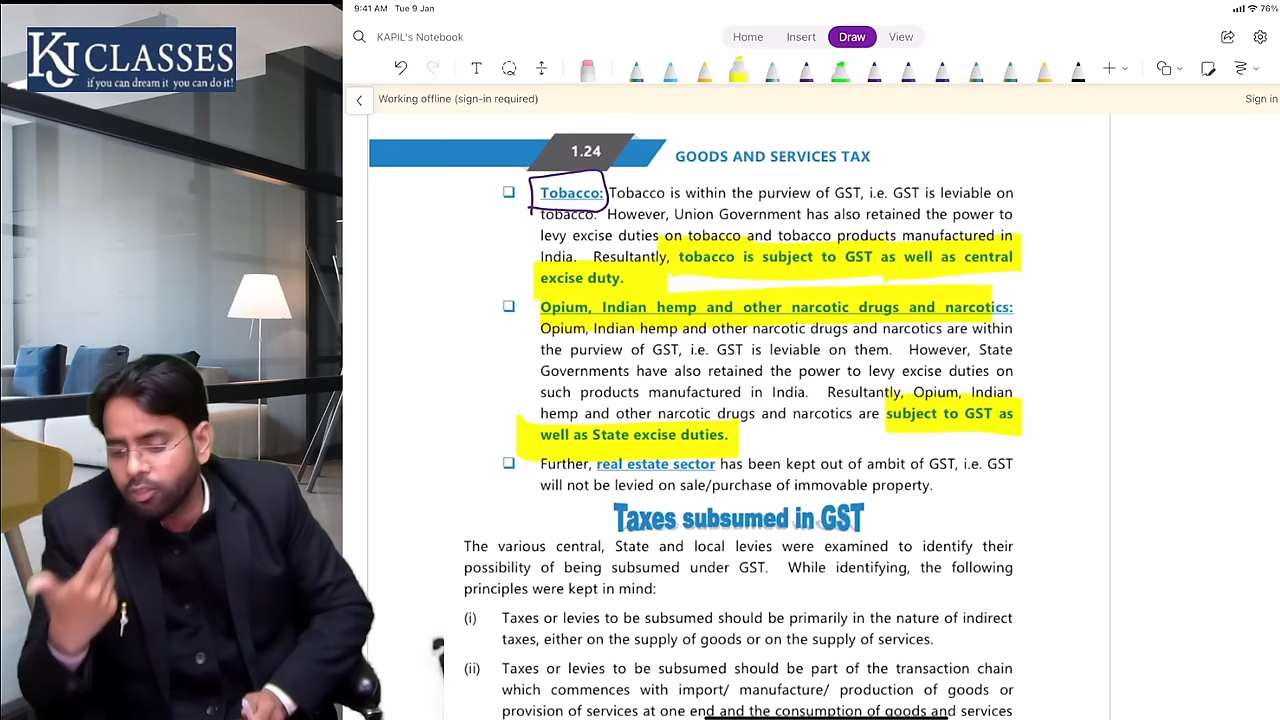 KJ CLASSES
if you can dream it you can do it!
9:41 AM Tue 9 Jan
76%
KAPIL's Notebook
Home Insert Draw View
Working offline (sign-in required)
Sign in
1.24
GOODS AND SERVICES TAX
Tobacco: Tobacco is within the purview of GST, i.e. GST is leviable on
tobacco. However, Union Government has also retained the power to
levy excise duties on tobacco and tobacco products manufactured in
India. Resultantly, tobacco is subject to GST as well as central
excise duty.
Opium, Indian hemp and other narcotic drugs and narcotics:
Opium, Indian hemp and other narcotic drugs and narcotics are within
the purview of GST, i.e. GST is leviable on them. However, State
Governments have also retained the power to levy excise duties on
such products manufactured in India. Resultantly, Opium, Indian
hemp and other narcotic drugs and narcotics are subject to GST as
well as State excise duties.
Further, real estate sector has been kept out of ambit of GST, i.e. GST
will not be levied on sale/purchase of immovable property.
Taxes subsumed in GST
The various central, State and local levies were examined to identify their
possibility of being subsumed under GST. While identifying, the following
principles were kept in mind:
(i) Taxes or levies to be subsumed should be primarily in the nature of indirect
taxes, either on the supply of goods or on the supply of services.
(ii) Taxes or levies to be subsumed should be part of the transaction chain
which commences with import/ manufacture/ production of goods or
provision of services at one end and the consumption of goods and services